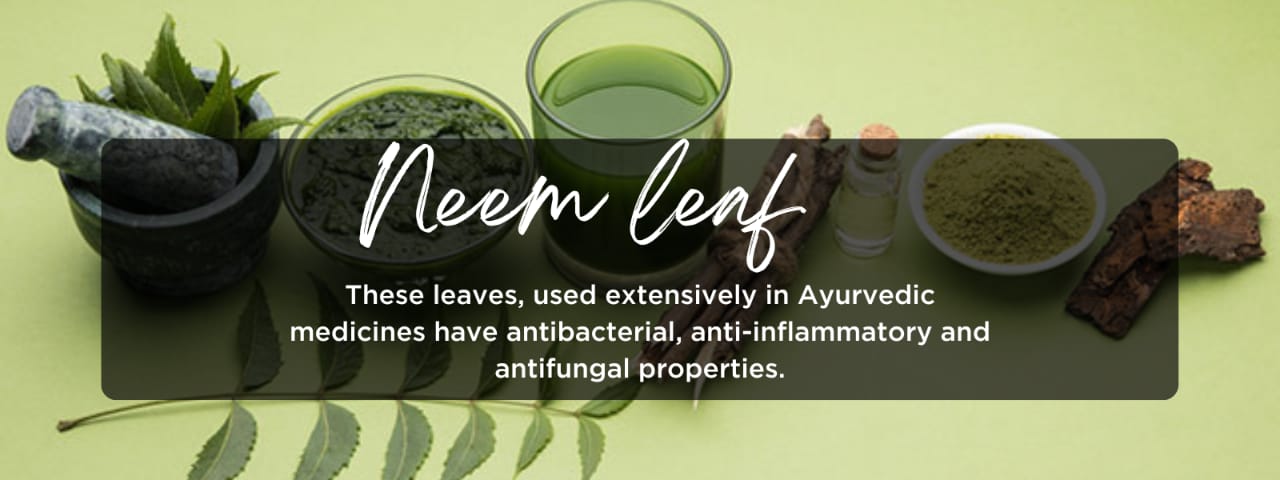 Neem leaf
These leaves, used extensively in Ayurvedic
medicines have antibacterial, anti-inflammatory and
antifungal properties.